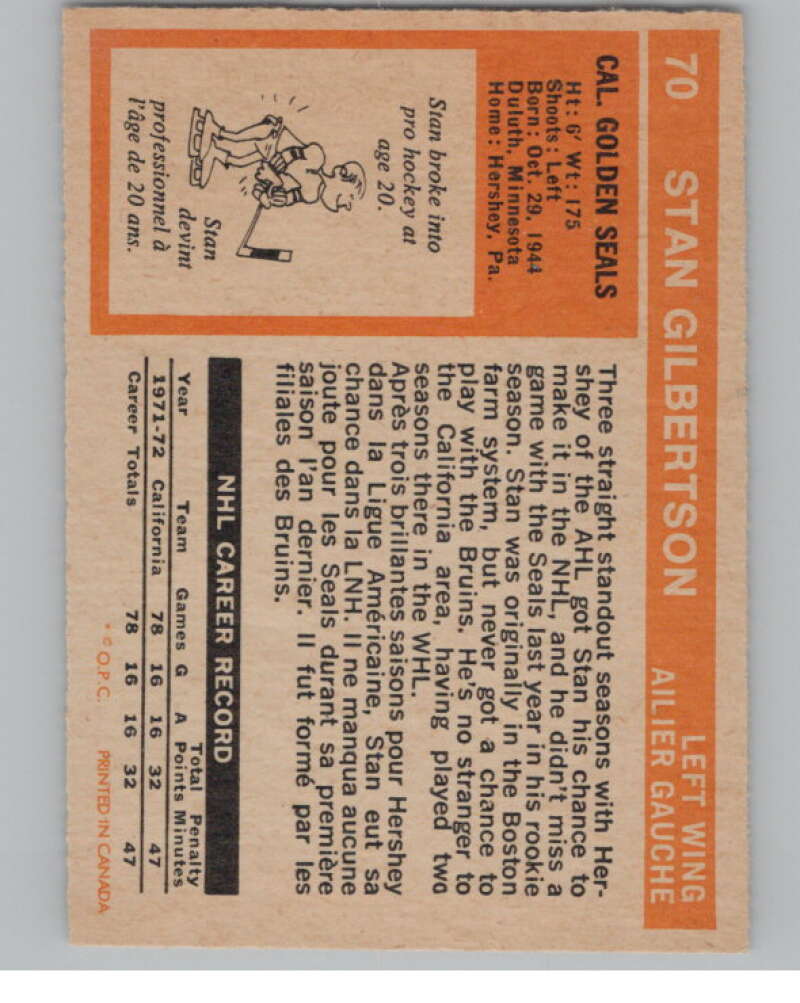 70 STAN GILBERTSON LEFT WING
AILIER GAUCHE
CAL. GOLDEN SEALS
Ht: 6' Wt: 175
Shoots: Left
Born: Oct. 29, 1944
Duluth, Minnesota
Home: Hershey, Pa.
Stan broke into
pro hockey at
age 20.
Stan
devint
professionnel à
l'âge de 20 ans.
Three straight standout seasons with Her-
shey of the AHL got Stan his chance to
make it in the NHL, and he didn't miss a
game with the Seals last year in his rookie
season. Stan was originally in the Boston
farm system, but never got a chance to
play with the Bruins. He's no stranger to
the California area, having played two
seasons there in the WHL.
Après trois brillantes saisons pour Hershey
dans la Ligue Américaine, Stan eut sa
chance dans la LNH. Il ne manqua aucune
joute pour les Seals durant sa première
saison l'an dernier. Il fut formé par les
filiales des Bruins.
NHL CAREER RECORD
Total Penalty
Year Team Games G A Points Minutes
1971-72 California 78 16 16 32 47
Career Totals 78 16 16 32 47
* © O.P.C. PRINTED IN CANADA